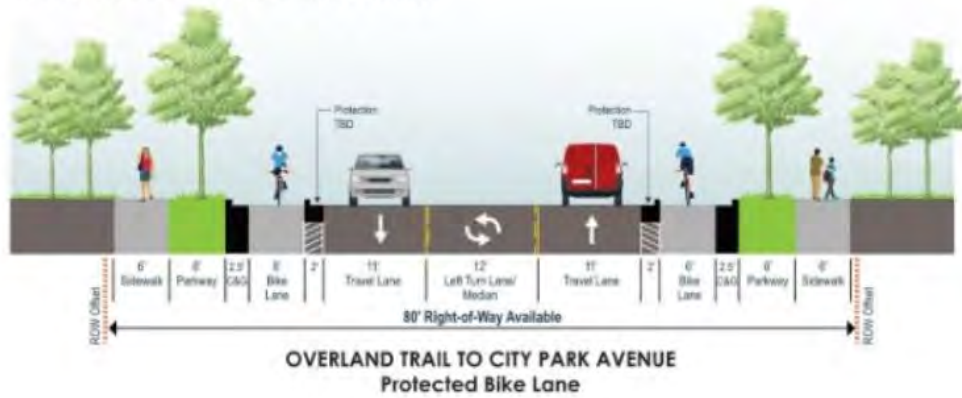 Protection
TBD
Protection
TBD
6'
Sidewalk
6'
Parkway
2.5'
C&G
6'
Bike
Lane
2'
11'
Travel Lane
12'
Left Turn Lane/
Median
11'
Travel Lane
2'
6'
Bike
Lane
2.5'
C&G
6'
Parkway
6'
Sidewalk
ROW Offset
80' Right-of-Way Available
ROW Offset
OVERLAND TRAIL TO CITY PARK AVENUE
Protected Bike Lane